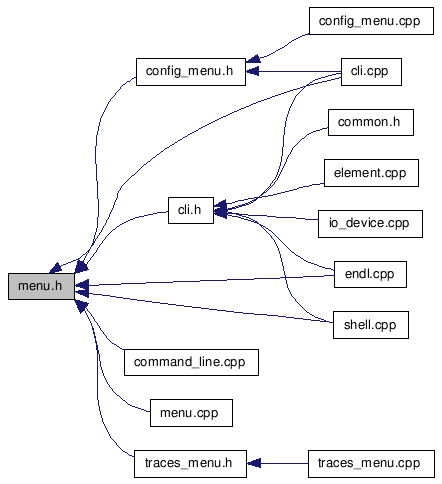 config_menu.cpp
config_menu.h
cli.cpp
common.h
element.cpp
cli.h
io_device.cpp
endl.cpp
menu.h
shell.cpp
command_line.cpp
menu.cpp
traces_menu.h
traces_menu.cpp